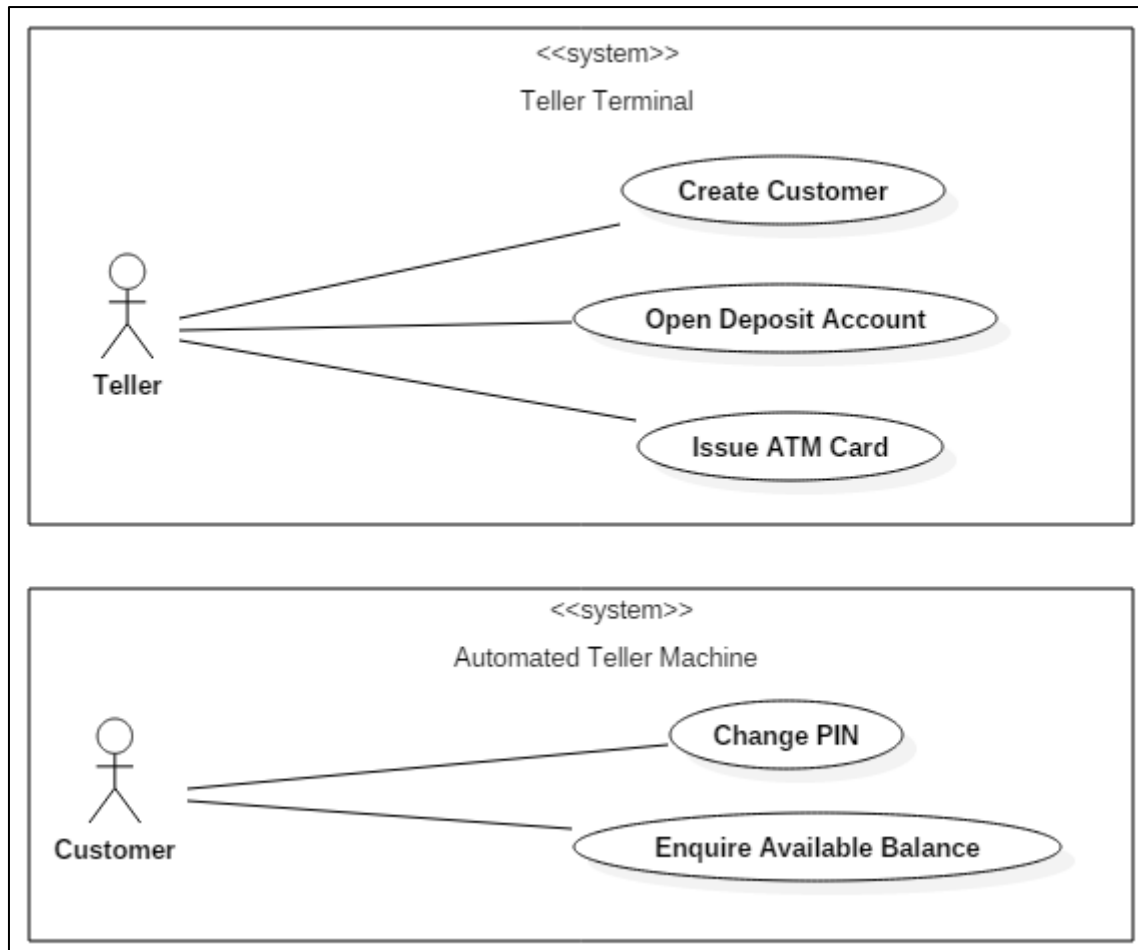 <<system>>
Teller Terminal
Create Customer
Open Deposit Account
Teller
Issue ATM Card
<<system>>
Automated Teller Machine
Change PIN
Customer
Enquire Available Balance